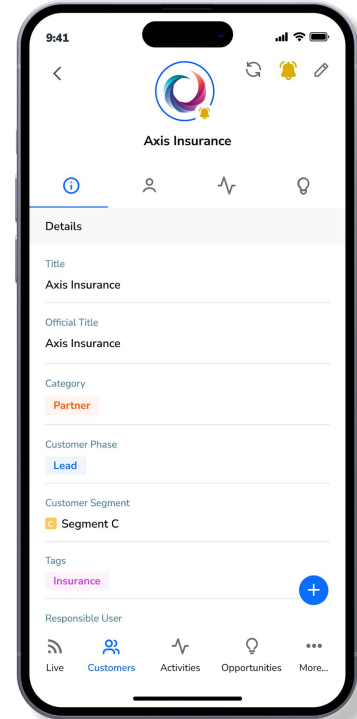 9:41
Axis Insurance
Details
Title
Axis Insurance
Official Title
Axis Insurance
Category
Partner
Customer Phase
Lead
Customer Segment
C Segment C
Tags
Insurance
Responsible User
Live Customers Activities Opportunities More...